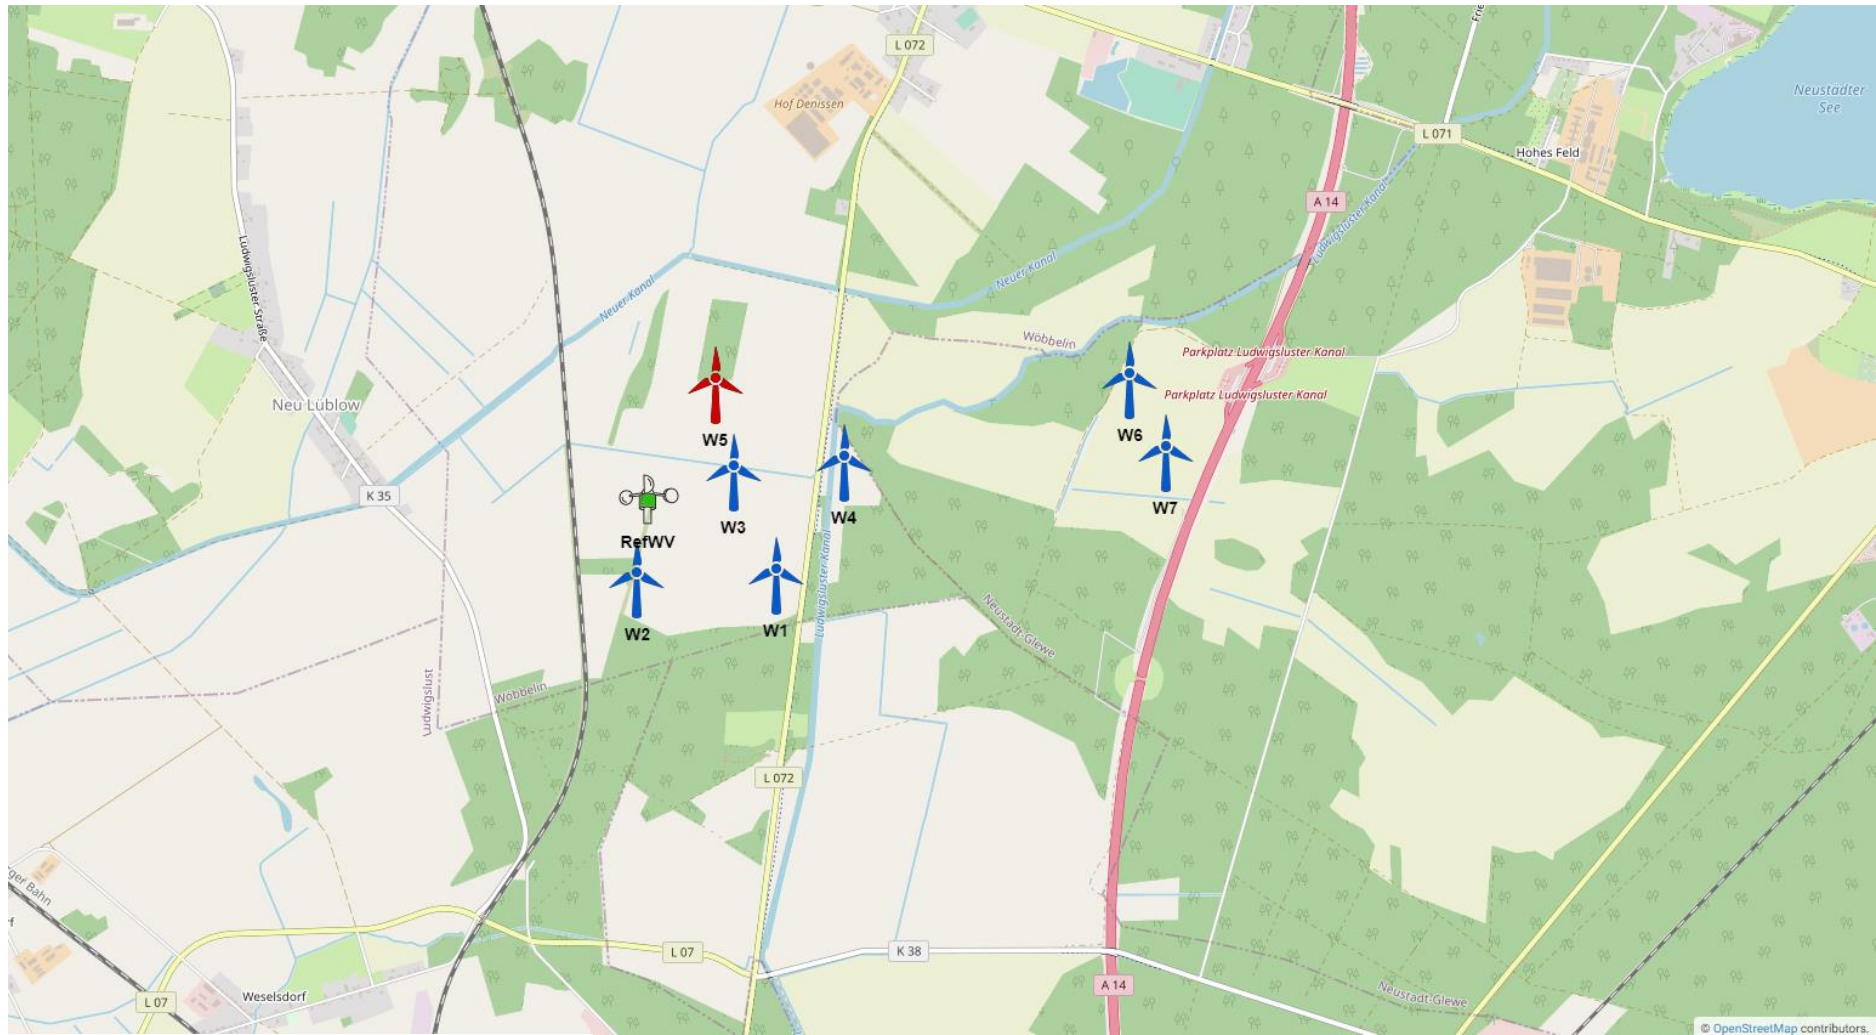 L 072
Hof Denissen
Neustädter
See
L 071
Hohes Feld
A 14
Ludwigsluster Kanal
Ludwigsluster Straße
Neuer Kanal
Neuer Kanal
Wöbbelin
Parkplatz Ludwigsluster Kanal
Parkplatz Ludwigsluster Kanal
Neu Lüblow
W5
W6
K 35
W3
W4
W7
RefWV
W2
W1
Ludwigsluster Kanal
Neustadt-Glewe
Wöbbelin
Ludwigslust
L 072
L 07
K 38
A 14
Neustadt-Glewe
Weselsdorf
L 07
© OpenStreetMap contributors.